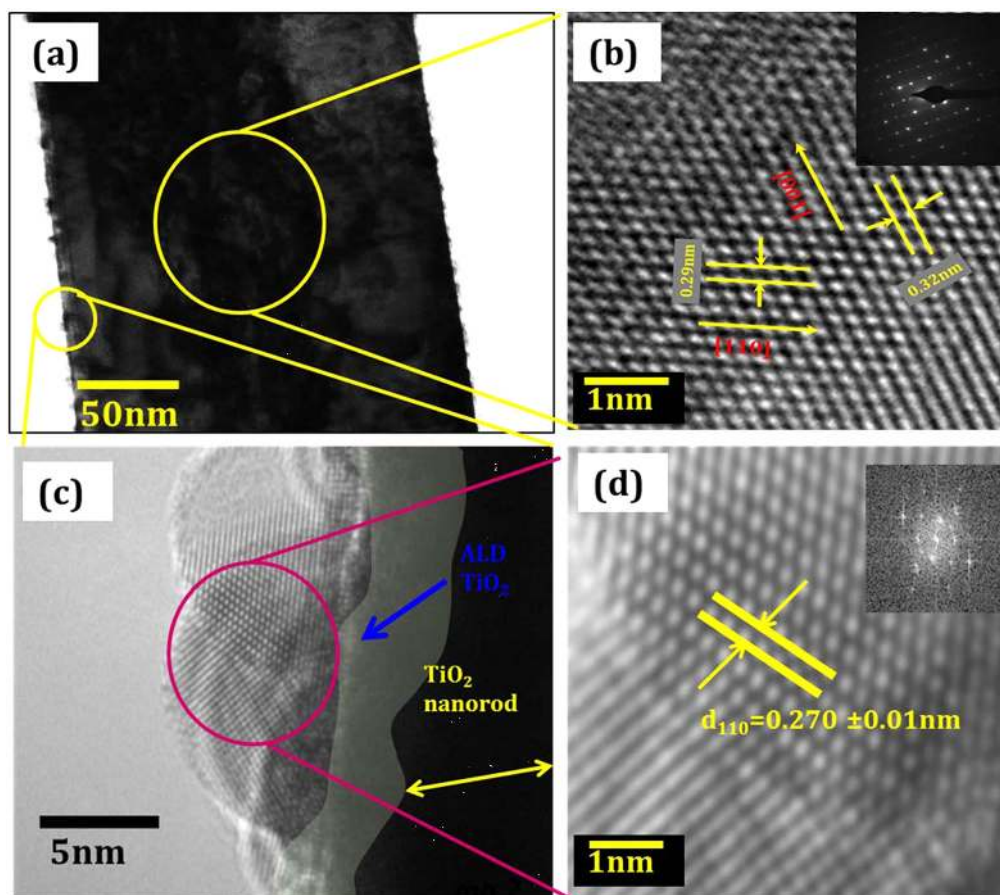 (a)
50nm
(b)
[001]
0.29nm
0.32nm
[110]
1nm
(c)
ALD
TiO₂
TiO₂
nanorod
5nm
(d)
d₁₁₀=0.270 ±0.01nm
1nm